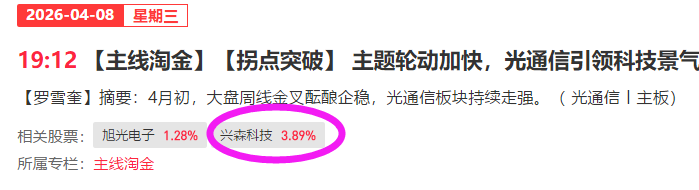 2026-04-08 星期三
19:12 【主线淘金】【拐点突破】 主题轮动加快，光通信引领科技景气
【罗雪奎】摘要：4月初，大盘周线金叉酝酿企稳，光通信板块持续走强。（ 光通信丨主板）
相关股票： 旭光电子 1.28% 兴森科技 3.89%
所属专栏：主线淘金